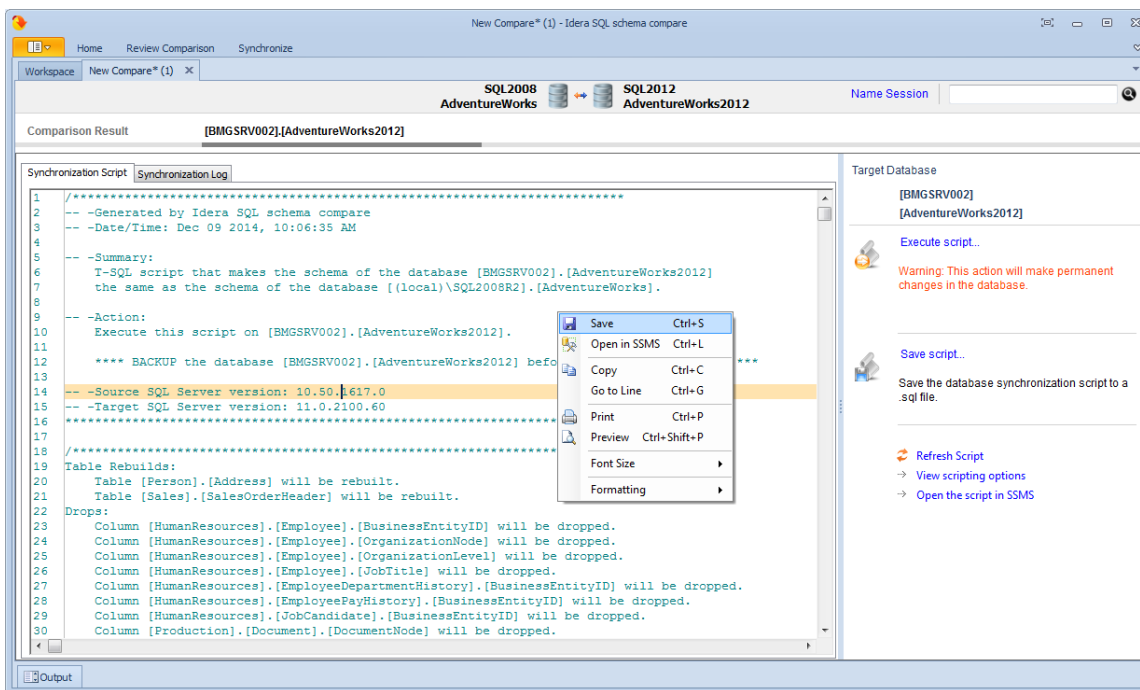 New Compare* (1) - Idera SQL schema compare
Home Review Comparison Synchronize
Workspace New Compare* (1)
SQL2008 SQL2012
AdventureWorks AdventureWorks2012
Name Session
Comparison Result [BMGSRV002].[AdventureWorks2012]
Synchronization Script Synchronization Log
1 /**************************************************************************
2 -- -Generated by Idera SQL schema compare
3 -- -Date/Time: Dec 09 2014, 10:06:35 AM
4
5 -- -Summary:
6 T-SQL script that makes the schema of the database [BMGSRV002].[AdventureWorks2012]
7 the same as the schema of the database [(local)\SQL2008R2].[AdventureWorks].
8
9 -- -Action:
10 Execute this script on [BMGSRV002].[AdventureWorks2012].
11
12 **** BACKUP the database [BMGSRV002].[AdventureWorks2012] befo ***
13
14 -- -Source SQL Server version: 10.50.1617.0
15 -- -Target SQL Server version: 11.0.2100.60
16 ******************************************************************
17
18 /*****************************************************************
19 Table Rebuilds:
20 Table [Person].[Address] will be rebuilt.
21 Table [Sales].[SalesOrderHeader] will be rebuilt.
22 Drops:
23 Column [HumanResources].[Employee].[BusinessEntityID] will be dropped.
24 Column [HumanResources].[Employee].[OrganizationNode] will be dropped.
25 Column [HumanResources].[Employee].[OrganizationLevel] will be dropped.
26 Column [HumanResources].[Employee].[JobTitle] will be dropped.
27 Column [HumanResources].[EmployeeDepartmentHistory].[BusinessEntityID] will be dropped.
28 Column [HumanResources].[EmployeePayHistory].[BusinessEntityID] will be dropped.
29 Column [HumanResources].[JobCandidate].[BusinessEntityID] will be dropped.
30 Column [Production].[Document].[DocumentNode] will be dropped.
Save Ctrl+S
Open in SSMS Ctrl+L
Copy Ctrl+C
Go to Line Ctrl+G
Print Ctrl+P
Preview Ctrl+Shift+P
Font Size
Formatting
Target Database
[BMGSRV002]
[AdventureWorks2012]
Execute script...
Warning: This action will make permanent
changes in the database.
Save script...
Save the database synchronization script to a
.sql file.
Refresh Script
View scripting options
Open the script in SSMS
Output